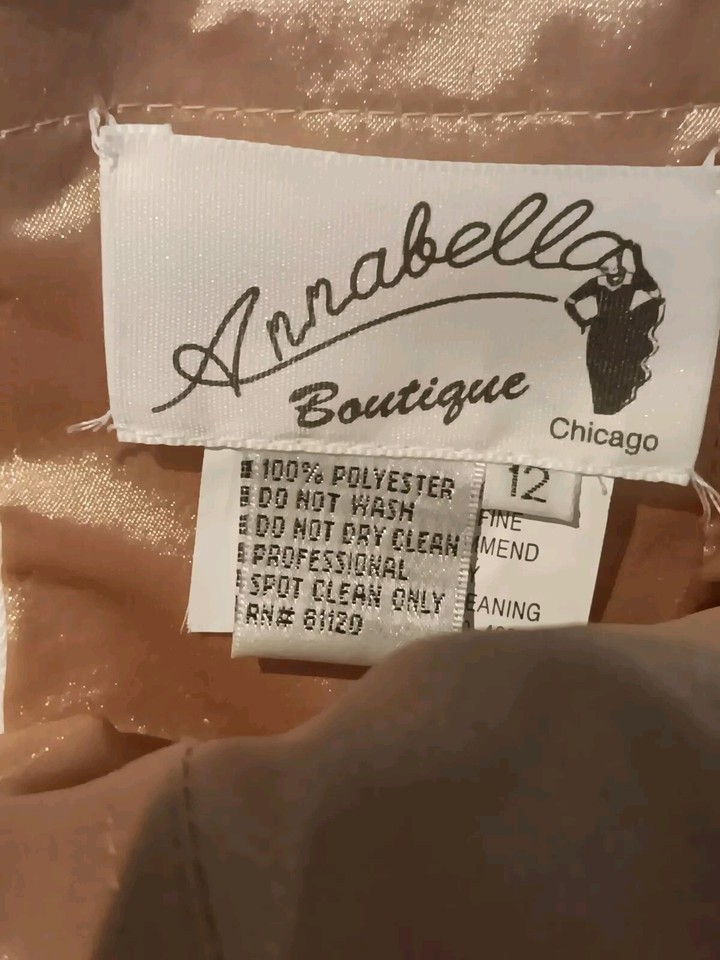 Annabella
Boutique
Chicago
100% POLYESTER
DO NOT WASH
DO NOT DRY CLEAN
PROFESSIONAL
SPOT CLEAN ONLY
RN# 81120
12
FINE
MEND
EANING